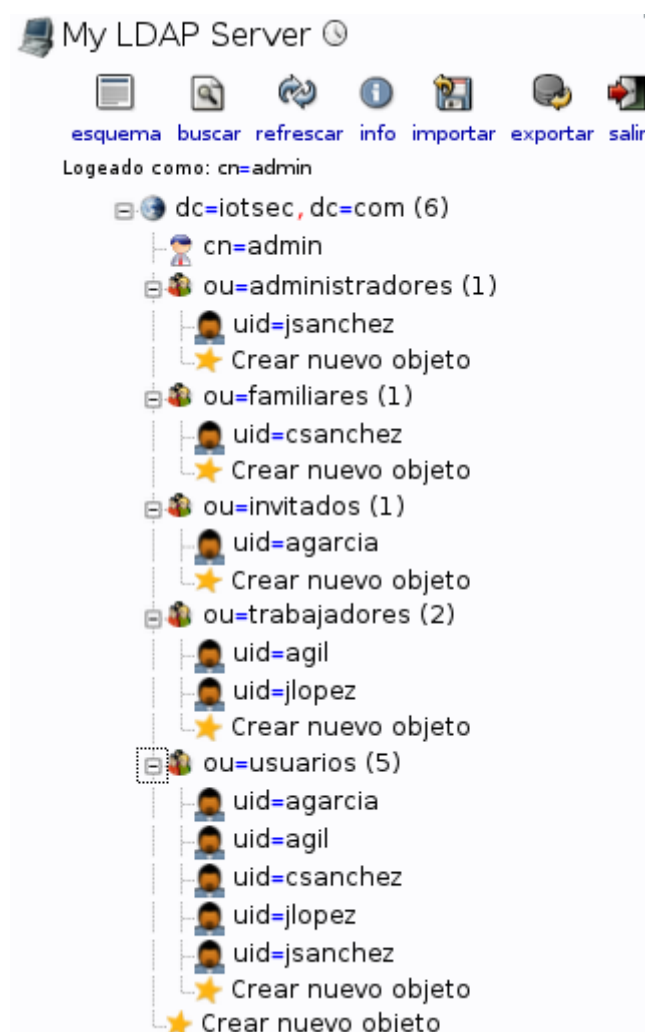 My LDAP Server
esquema buscar refrescar info importar exportar salir
Logeado como: cn=admin
dc=iotsec,dc=com (6)
cn=admin
ou=administradores (1)
uid=jsanchez
Crear nuevo objeto
ou=familiares (1)
uid=csanchez
Crear nuevo objeto
ou=invitados (1)
uid=agarcia
Crear nuevo objeto
ou=trabajadores (2)
uid=agil
uid=jlopez
Crear nuevo objeto
ou=usuarios (5)
uid=agarcia
uid=agil
uid=csanchez
uid=jlopez
uid=jsanchez
Crear nuevo objeto
Crear nuevo objeto